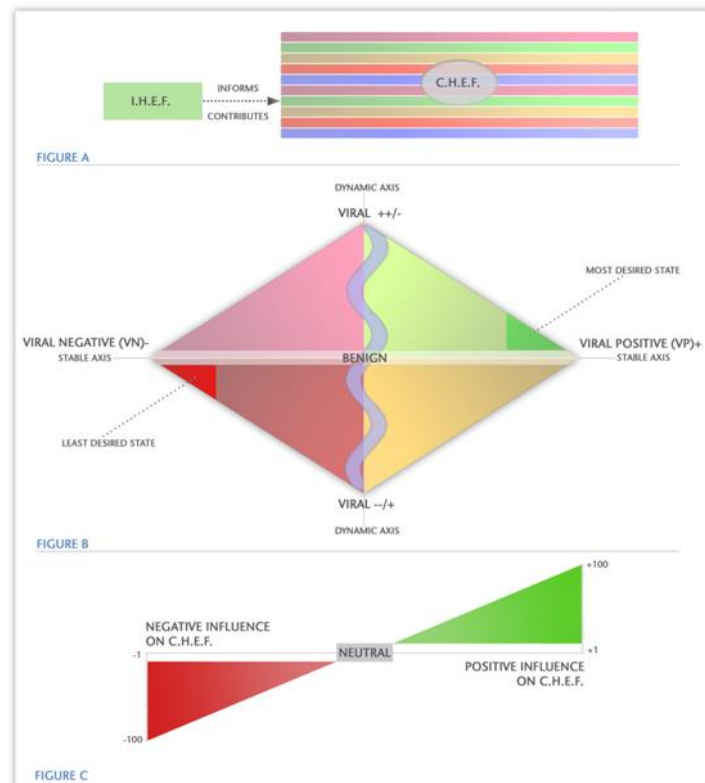 I.H.E.F.
INFORMS
CONTRIBUTES
C.H.E.F.
FIGURE A
DYNAMIC AXIS
VIRAL ++/-
MOST DESIRED STATE
VIRAL NEGATIVE (VN)-
STABLE AXIS
BENIGN
VIRAL POSITIVE (VP)+
STABLE AXIS
LEAST DESIRED STATE
VIRAL --/+
DYNAMIC AXIS
FIGURE B
+100
NEGATIVE INFLUENCE
ON C.H.E.F.
-1
NEUTRAL
+1
POSITIVE INFLUENCE
ON C.H.E.F.
-100
FIGURE C